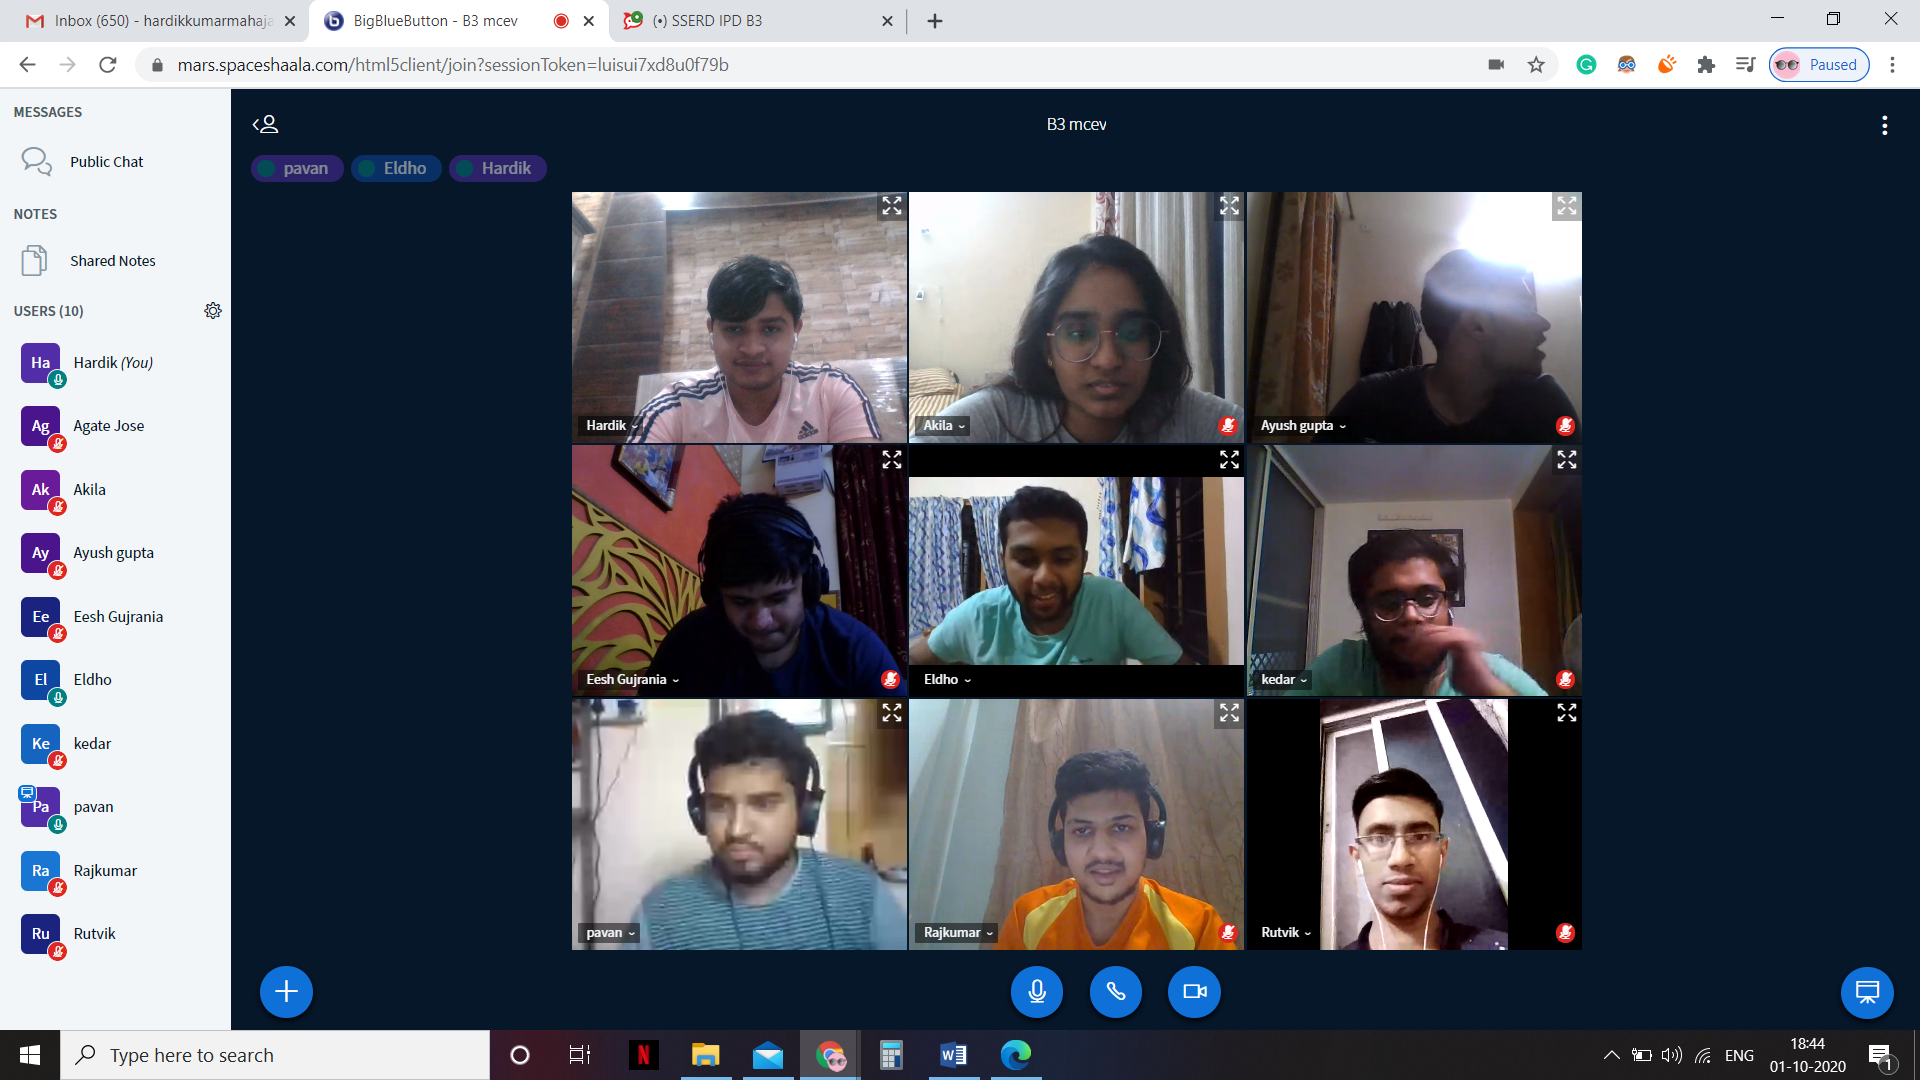 Inbox (650) - hardikkumarmahaja
BigBlueButton - B3 mcev
(•) SSERD IPD B3
mars.spaceshaala.com/html5client/join?sessionToken=luisui7xd8u0f79b
Paused
MESSAGES
Public Chat
NOTES
Shared Notes
USERS (10)
Ha
Hardik (You)
Ag
Agate Jose
Ak
Akila
Ay
Ayush gupta
Ee
Eesh Gujrania
El
Eldho
Ke
kedar
Pa
pavan
Ra
Rajkumar
Ru
Rutvik
B3 mcev
pavan
Eldho
Hardik
Hardik
Akila
Ayush gupta
Eesh Gujrania
Eldho
kedar
pavan
Rajkumar
Rutvik
Type here to search
ENG
18:44
01-10-2020
1